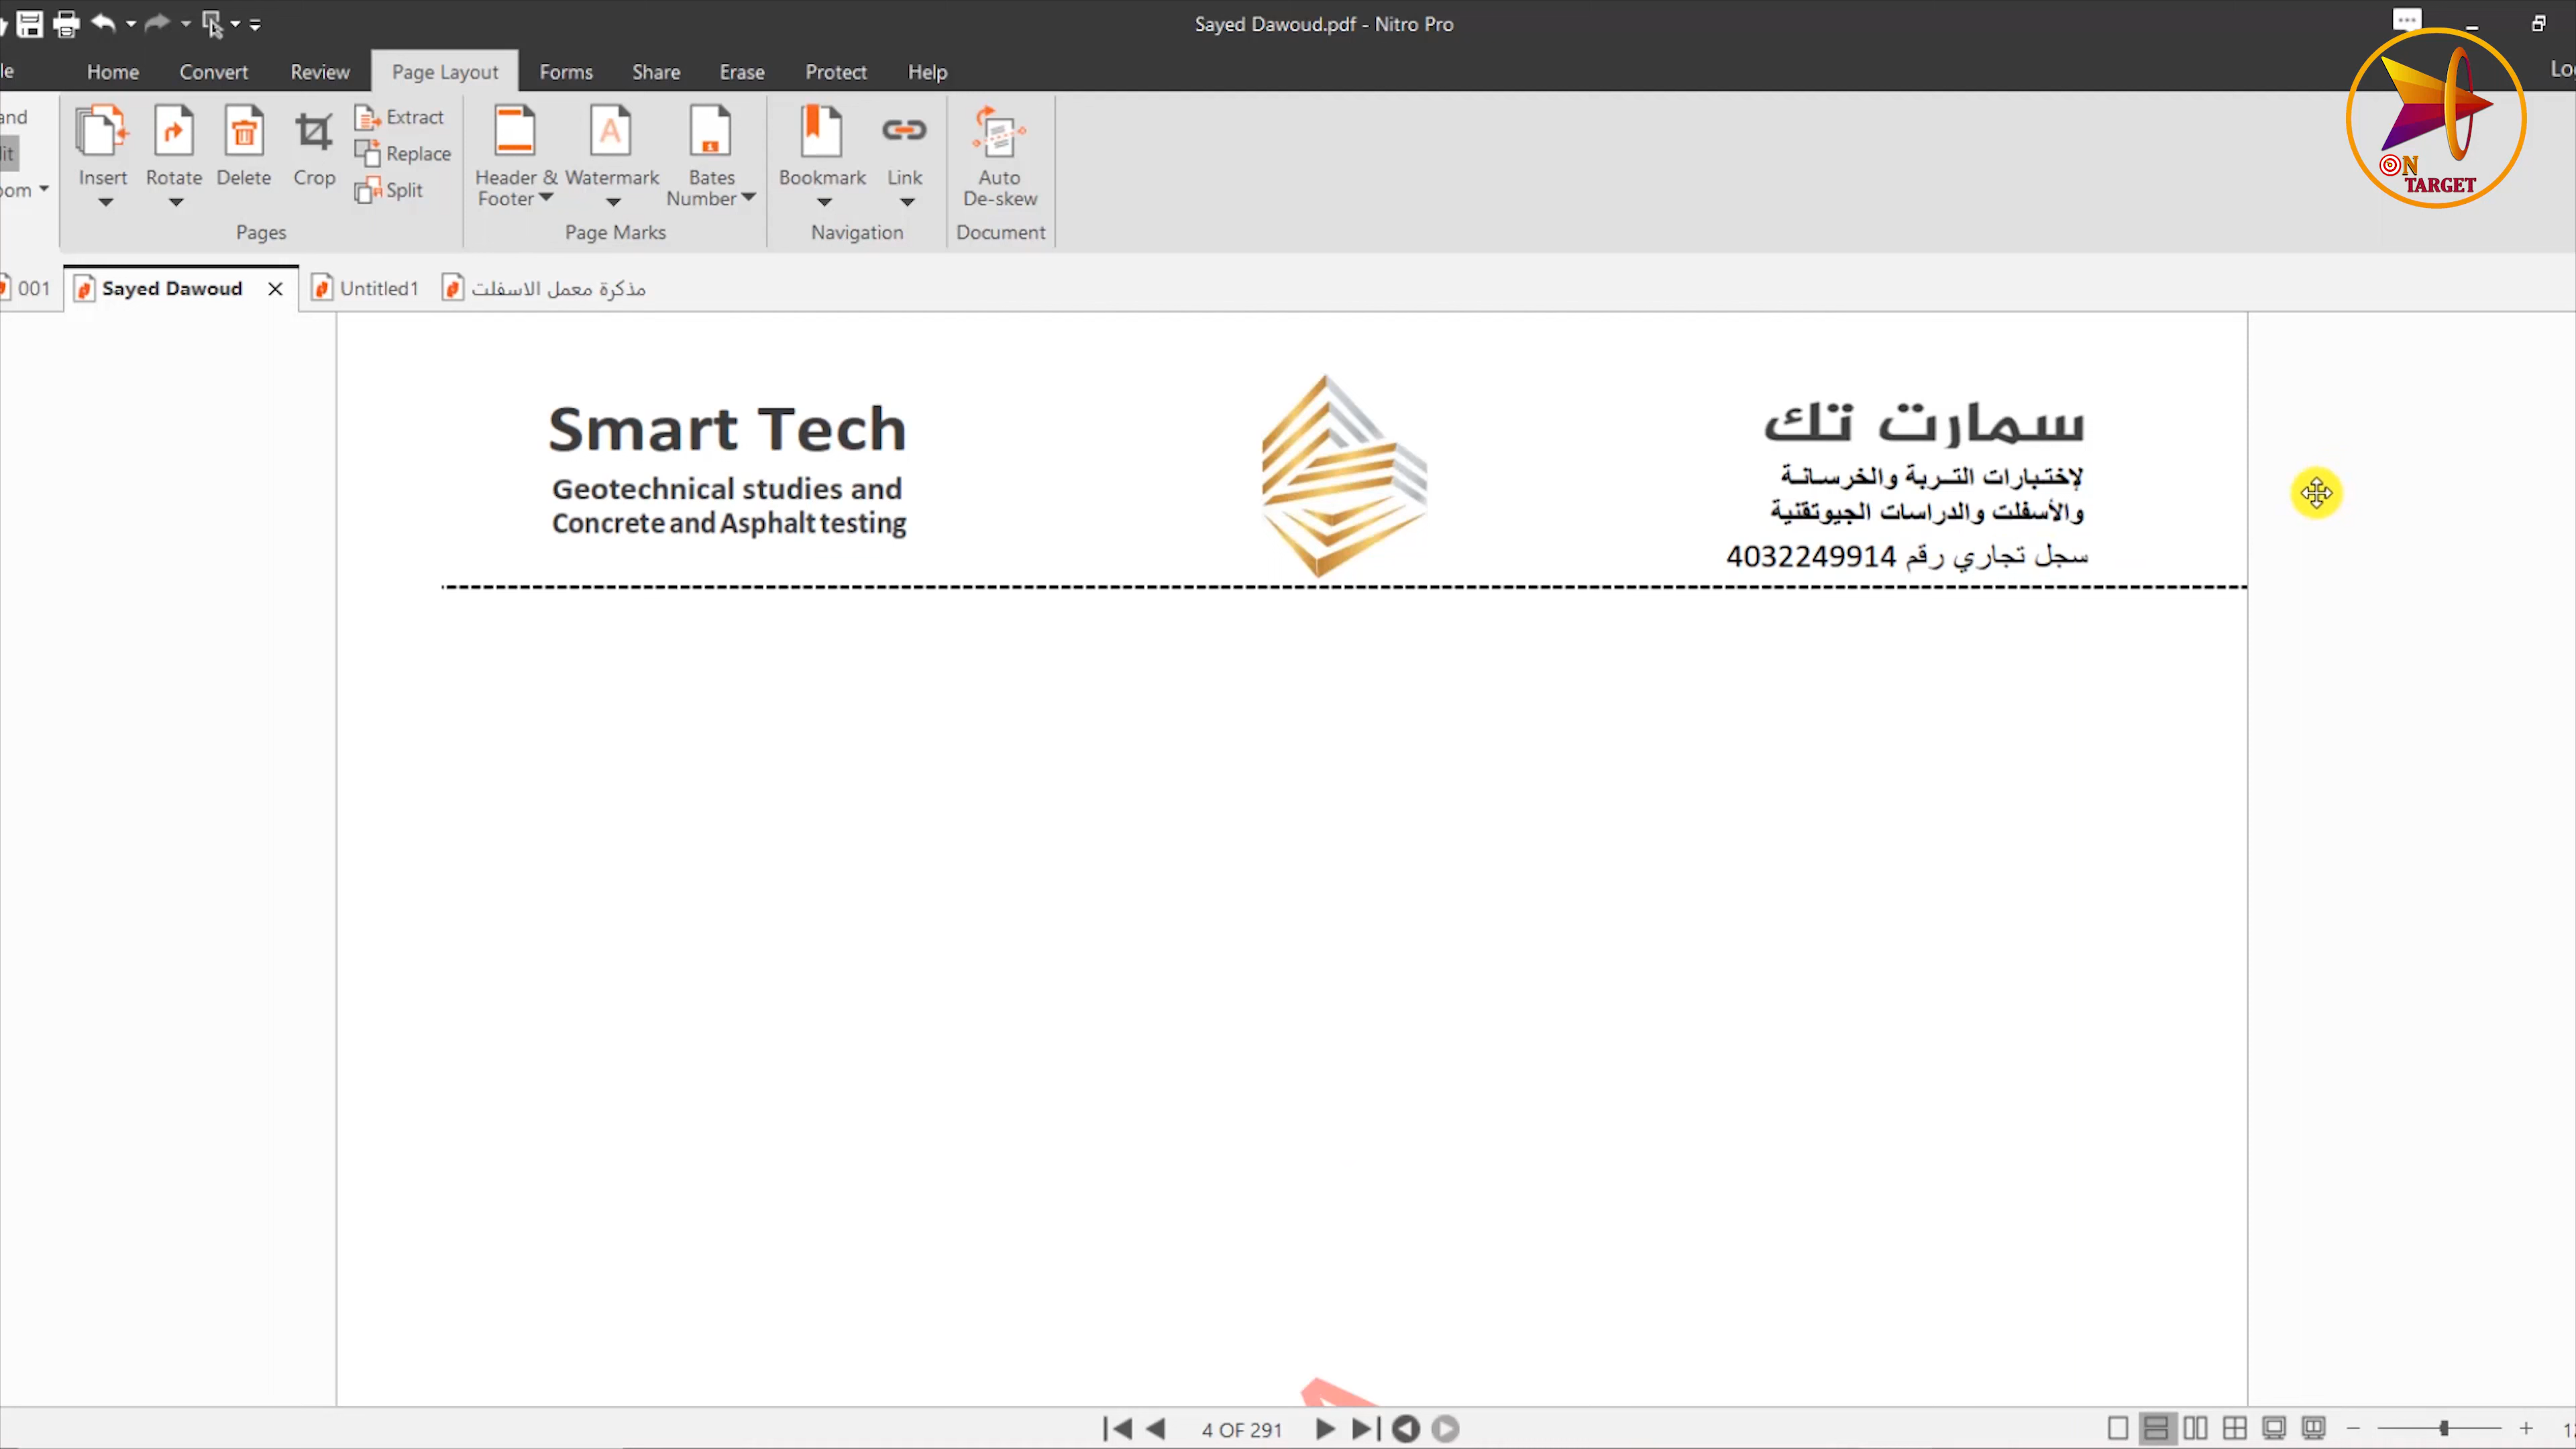 Sayed Dawoud.pdf - Nitro Pro
Home Convert Review Page Layout Forms Share Erase Protect Help
Insert Rotate Delete Crop
Extract
Replace
Split
Pages
Header & Footer
Watermark
Bates Number
Page Marks
Bookmark Link
Navigation
Auto De-skew
Document
ON
TARGET
001 Sayed Dawoud Untitled1 مذكرة معمل الاسفلت
Smart Tech
Geotechnical studies and
Concrete and Asphalt testing
سمارت تك
لإختبارات التربة والخرسانة
والأسفلت والدراسات الجيوتقنية
سجل تجاري رقم 4032249914
4 OF 291